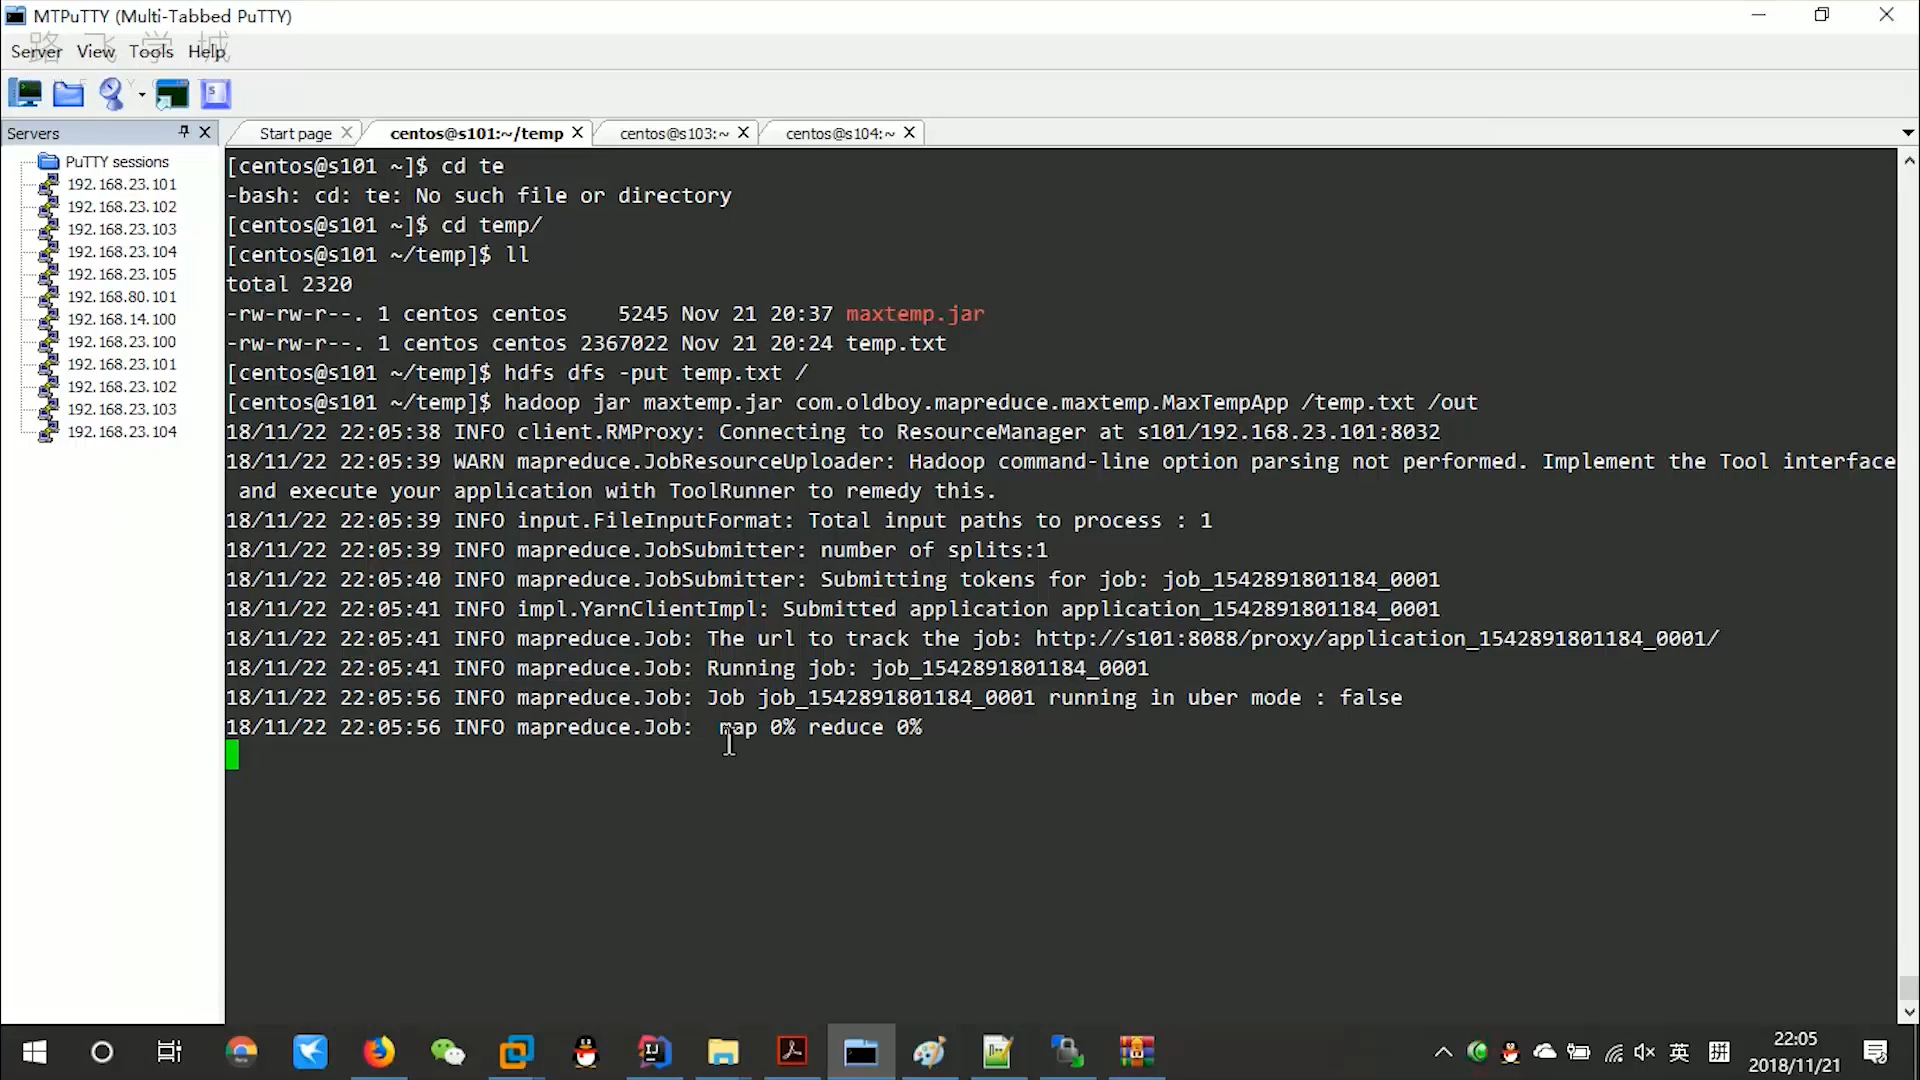 MTPuTTY (Multi-Tabbed PuTTY)
路飞学城
Server View Tools Help
Servers
Start page
centos@s101:~/temp
centos@s103:~
centos@s104:~
PuTTY sessions
192.168.23.101
192.168.23.102
192.168.23.103
192.168.23.104
192.168.23.105
192.168.80.101
192.168.14.100
192.168.23.100
192.168.23.101
192.168.23.102
192.168.23.103
192.168.23.104
[centos@s101 ~]$ cd te
-bash: cd: te: No such file or directory
[centos@s101 ~]$ cd temp/
[centos@s101 ~/temp]$ ll
total 2320
-rw-rw-r--. 1 centos centos    5245 Nov 21 20:37 maxtemp.jar
-rw-rw-r--. 1 centos centos 2367022 Nov 21 20:24 temp.txt
[centos@s101 ~/temp]$ hdfs dfs -put temp.txt /
[centos@s101 ~/temp]$ hadoop jar maxtemp.jar com.oldboy.mapreduce.maxtemp.MaxTempApp /temp.txt /out
18/11/22 22:05:38 INFO client.RMProxy: Connecting to ResourceManager at s101/192.168.23.101:8032
18/11/22 22:05:39 WARN mapreduce.JobResourceUploader: Hadoop command-line option parsing not performed. Implement the Tool interface
and execute your application with ToolRunner to remedy this.
18/11/22 22:05:39 INFO input.FileInputFormat: Total input paths to process : 1
18/11/22 22:05:39 INFO mapreduce.JobSubmitter: number of splits:1
18/11/22 22:05:40 INFO mapreduce.JobSubmitter: Submitting tokens for job: job_1542891801184_0001
18/11/22 22:05:41 INFO impl.YarnClientImpl: Submitted application application_1542891801184_0001
18/11/22 22:05:41 INFO mapreduce.Job: The url to track the job: http://s101:8088/proxy/application_1542891801184_0001/
18/11/22 22:05:41 INFO mapreduce.Job: Running job: job_1542891801184_0001
18/11/22 22:05:56 INFO mapreduce.Job: Job job_1542891801184_0001 running in uber mode : false
18/11/22 22:05:56 INFO mapreduce.Job:  map 0% reduce 0%
英
拼
22:05
2018/11/21